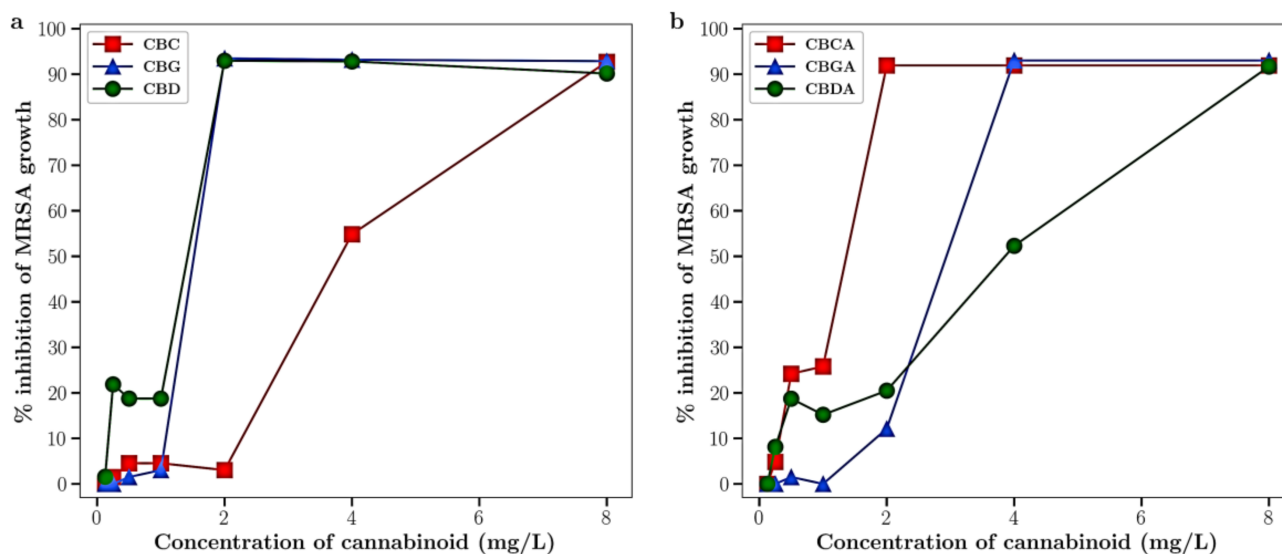 a
CBC
CBG
CBD
% inhibition of MRSA growth
100
90
80
70
60
50
40
30
20
10
0
0 2 4 6 8
Concentration of cannabinoid (mg/L)
b
CBCA
CBGA
CBDA
% inhibition of MRSA growth
100
90
80
70
60
50
40
30
20
10
0
0 2 4 6 8
Concentration of cannabinoid (mg/L)